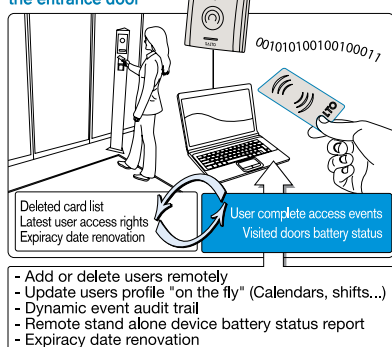 the entrance door
SALTO
001010100100100011
LTO
Deleted card list
Latest user access rights
Expiracy date renovation
User complete access events
Visited doors battery status
- Add or delete users remotely
- Update users profile "on the fly" (Calendars, shifts...)
- Dynamic event audit trail
- Remote stand alone device battery status report
- Expiracy date renovation